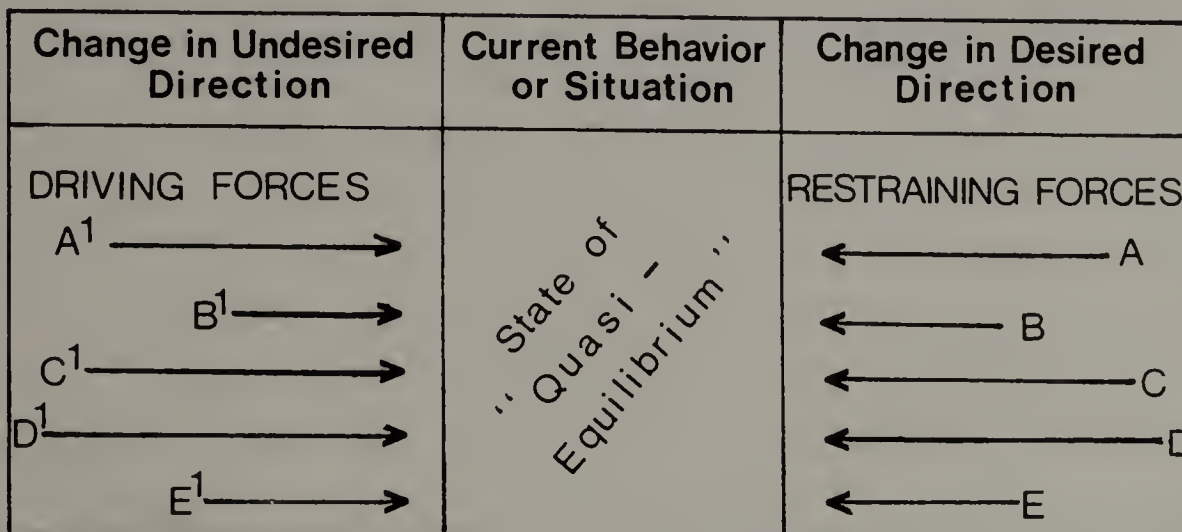 Change in Undesired
Direction
Current Behavior
or Situation
Change in Desired
Direction
DRIVING FORCES
A¹
B¹
C¹
D¹
E¹
State of
"Quasi -
Equilibrium"
RESTRAINING FORCES
A
B
C
E